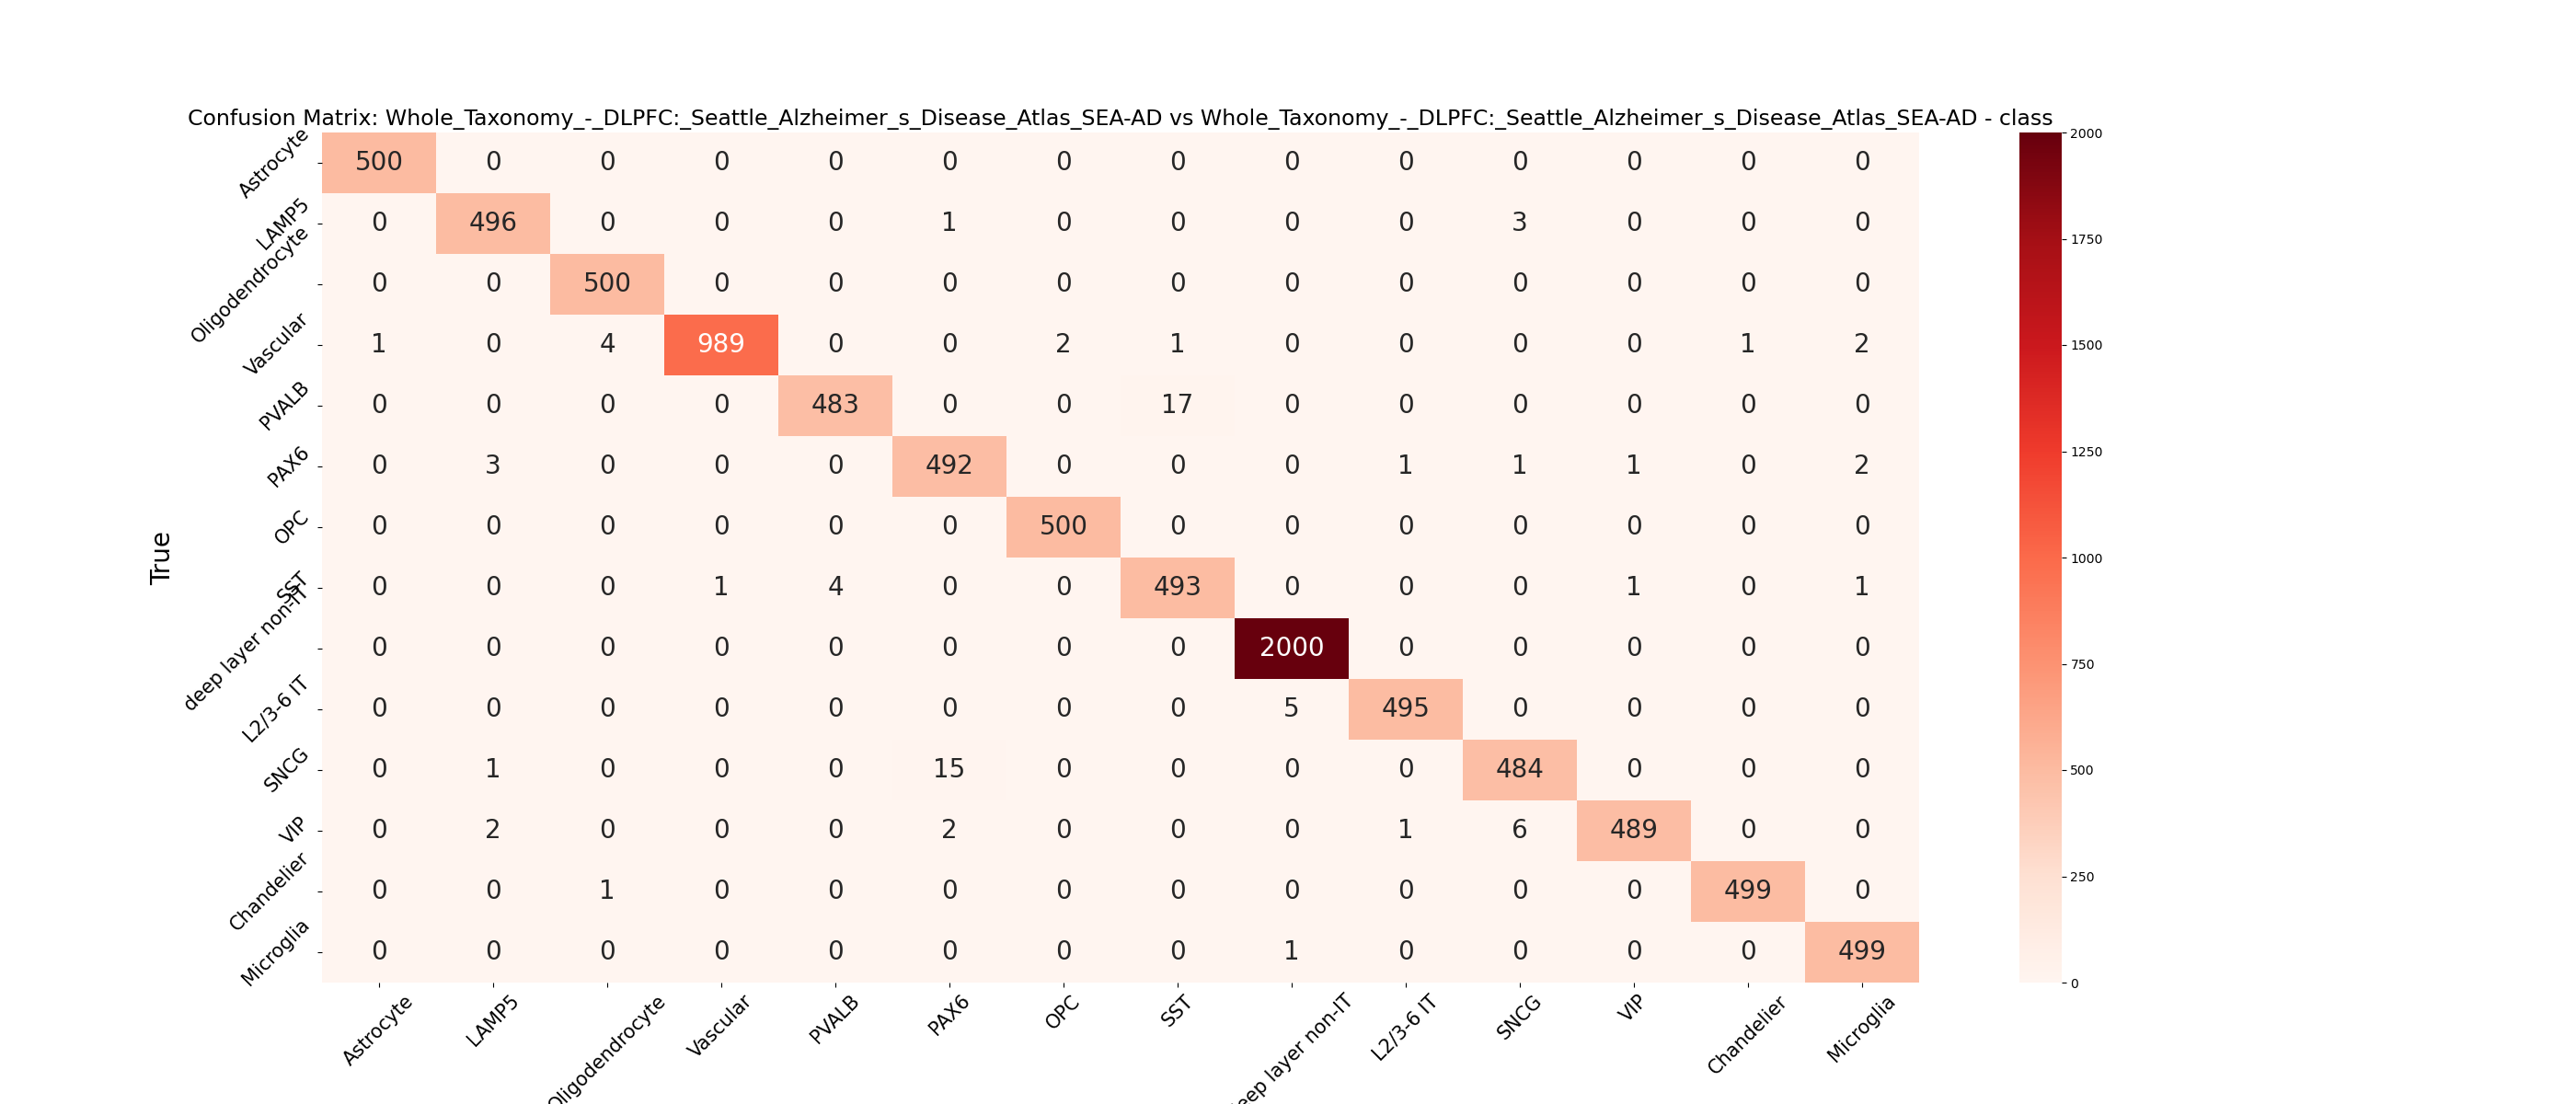 Confusion Matrix: Whole_Taxonomy_-_DLPFC:_Seattle_Alzheimer_s_Disease_Atlas_SEA-AD vs Whole_Taxonomy_-_DLPFC:_Seattle_Alzheimer_s_Disease_Atlas_SEA-AD - class
True
Astrocyte 500 0 0 0 0 0 0 0 0 0 0 0 0 0
LAMP5 0 496 0 0 0 1 0 0 0 0 3 0 0 0
Oligodendrocyte 0 0 500 0 0 0 0 0 0 0 0 0 0 0
Vascular 1 0 4 989 0 0 2 1 0 0 0 0 1 2
PVALB 0 0 0 0 483 0 0 17 0 0 0 0 0 0
PAX6 0 3 0 0 0 492 0 0 0 1 1 1 0 2
OPC 0 0 0 0 0 0 500 0 0 0 0 0 0 0
SST 0 0 0 1 4 0 0 493 0 0 0 1 0 1
deep layer non-IT 0 0 0 0 0 0 0 0 2000 0 0 0 0 0
L2/3-6 IT 0 0 0 0 0 0 0 0 5 495 0 0 0 0
SNCG 0 1 0 0 0 15 0 0 0 0 484 0 0 0
VIP 0 2 0 0 0 2 0 0 0 1 6 489 0 0
Chandelier 0 0 1 0 0 0 0 0 0 0 0 0 499 0
Microglia 0 0 0 0 0 0 0 0 1 0 0 0 0 499
Astrocyte LAMP5 Oligodendrocyte Vascular PVALB PAX6 OPC SST layer non-IT L2/3-6 IT SNCG VIP Chandelier Microglia
2000
1750
1500
1250
1000
750
500
250
0